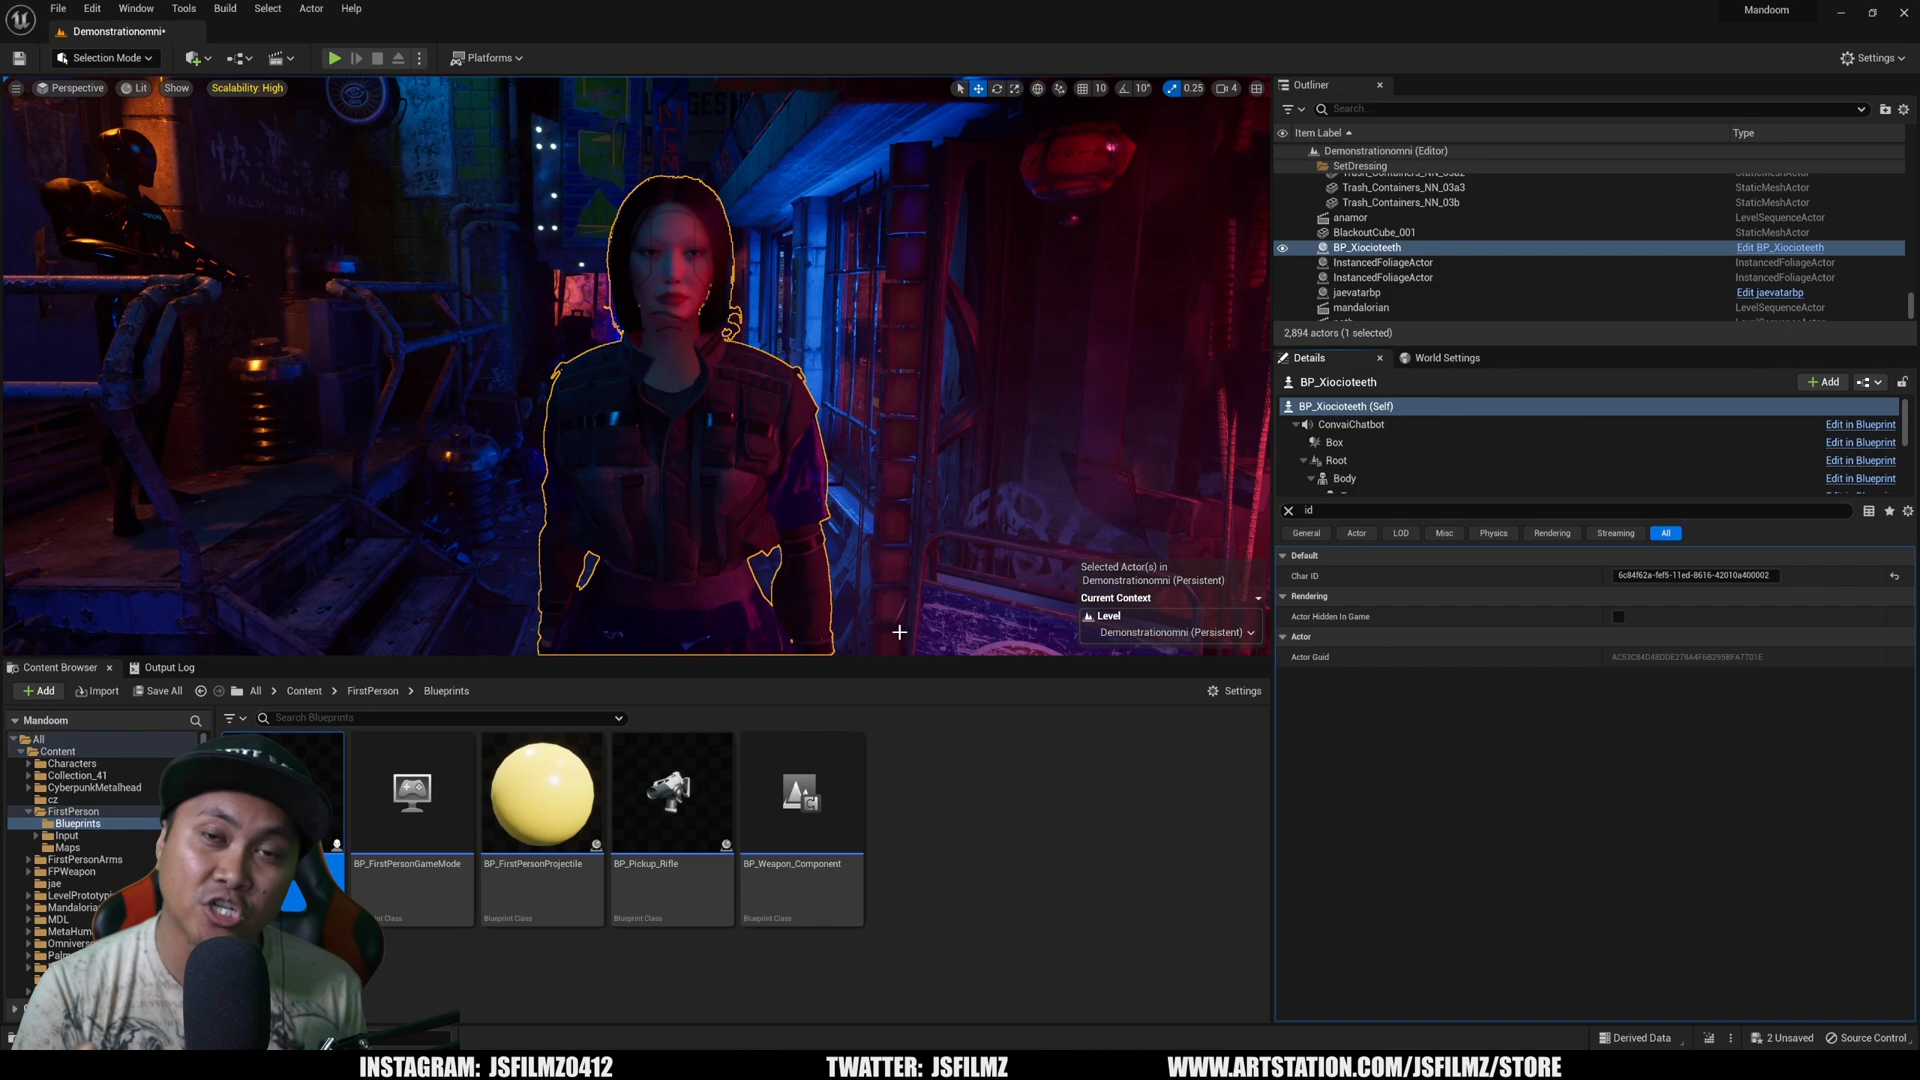 File Edit Window Tools Build Select Actor Help
Mandoom
Demonstrationomni*
Selection Mode
Platforms
Settings
Perspective
Lit
Show
Scalability: High
10
10°
0.25
4
Selected Actor(s) in
Demonstrationomni (Persistent)
Current Context
Level
Demonstrationomni (Persistent)
Outliner
Search...
Item Label
Type
Demonstrationomni (Editor)
SetDressing
Trash_Containers_NN_03a3 StaticMeshActor
Trash_Containers_NN_03b StaticMeshActor
anamor LevelSequenceActor
BlackoutCube_001 StaticMeshActor
BP_Xiocioteeth Edit BP_Xiocioteeth
InstancedFoliageActor InstancedFoliageActor
InstancedFoliageActor InstancedFoliageActor
jaevatarbp Edit jaevatarbp
mandalorian LevelSequenceActor
2,894 actors (1 selected)
Details
World Settings
BP_Xiocioteeth
Add
BP_Xiocioteeth (Self)
ConvaiChatbot Edit in Blueprint
Box Edit in Blueprint
Root Edit in Blueprint
Body Edit in Blueprint
id
General Actor LOD Misc Physics Rendering Streaming All
Default
Char ID 6c84f62a-fef5-11ed-8616-42010a400002
Rendering
Actor Hidden In Game
Actor
Actor Guid AC53C84D48DDE278A4F6B295BFA7701E
Content Browser
Output Log
Add
Import
Save All
All
Content
FirstPerson
Blueprints
Settings
Mandoom
Search Blueprints
All
Content
Characters
Collection_41
CyberpunkMetalhead
cz
FirstPerson
Blueprints
Input
Maps
FirstPersonArms
FPWeapon
jae
LevelPrototypi
Mandaloria
MDL
MetaHum
Omnivers
BP_FirstPersonGameMode
BP_FirstPersonProjectile
Blueprint Class
BP_Pickup_Rifle
Blueprint Class
BP_Weapon_Component
Blueprint Class
Derived Data
2 Unsaved
Source Control
INSTAGRAM: JSFILMZ0412
TWATTER: JSFILMZ
WWW.ARTSTATION.COM/JSFILMZ/STORE